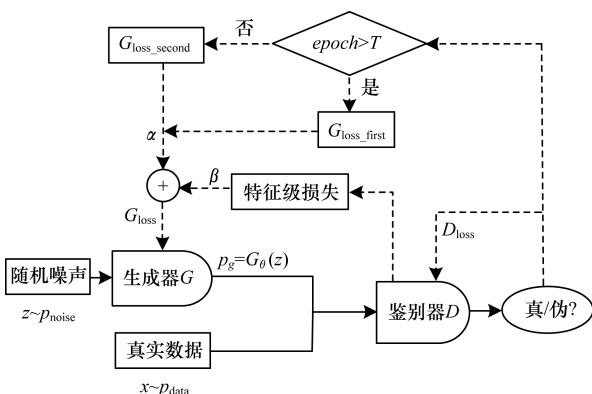 否
G_loss_second
epoch>T
是
G_loss_first
α
+
β
特征级损失
G_loss
D_loss
随机噪声
生成器G
p_g=G_θ(z)
鉴别器D
真/伪?
z~p_noise
真实数据
x~p_data